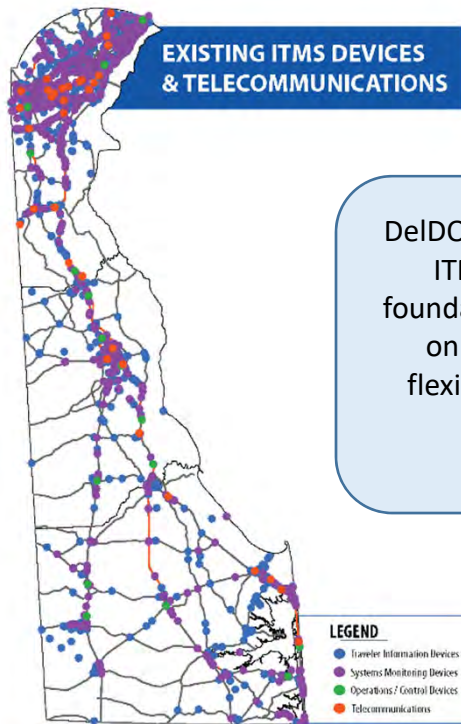 EXISTING ITMS DEVICES
& TELECOMMUNICATIONS
DelDO
founda
on
flexi
LEGEND
Traveler Information Devices
Systems Monitoring Devices
Operations / Control Devices
Telecommunications